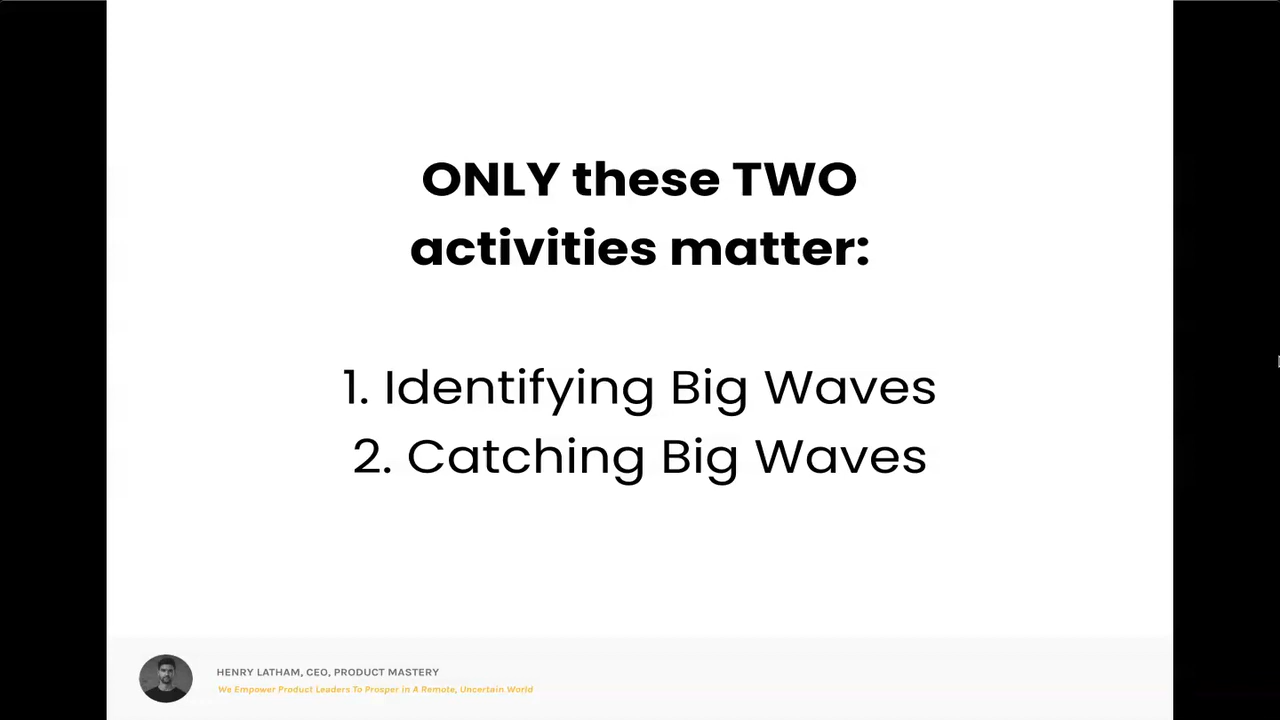 ONLY these TWO
activities matter:
1. Identifying Big Waves
2. Catching Big Waves
HENRY LATHAM, CEO, PRODUCT MASTERY
We Empower Product Leaders To Prosper in A Remote, Uncertain World